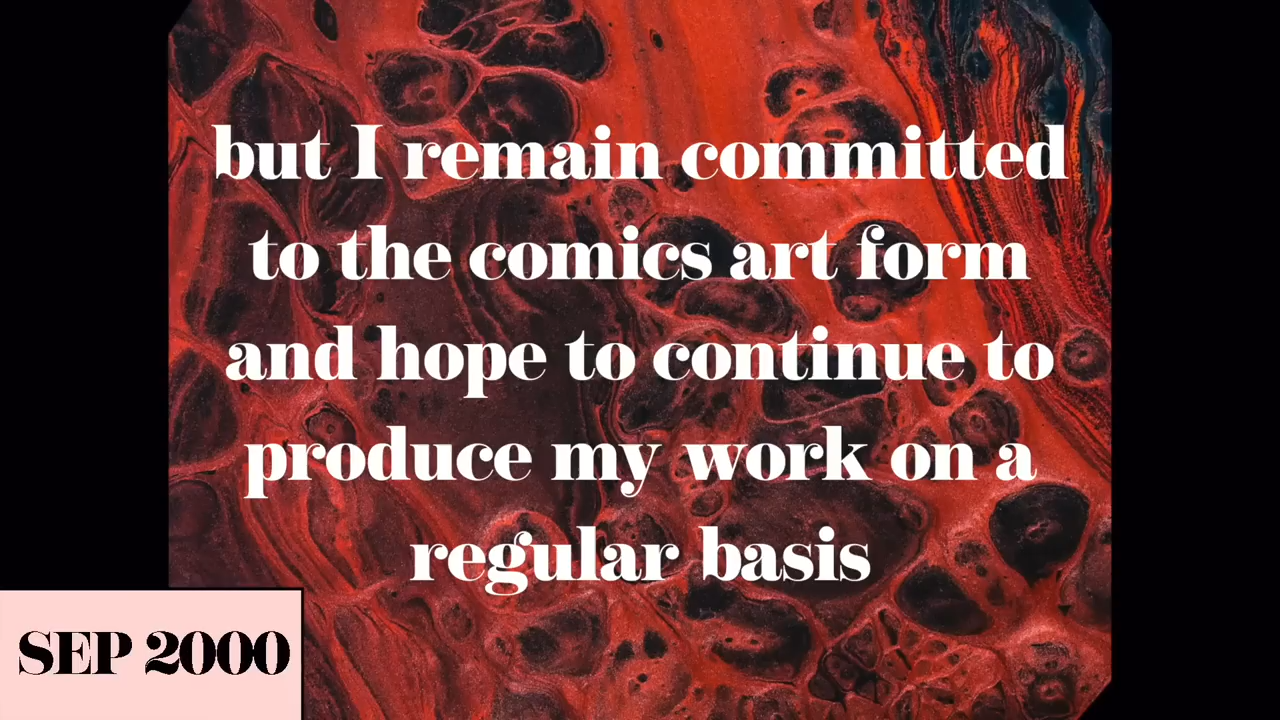 but I remain committed
to the comics art form
and hope to continue to
produce my work on a
regular basis
SEP 2000